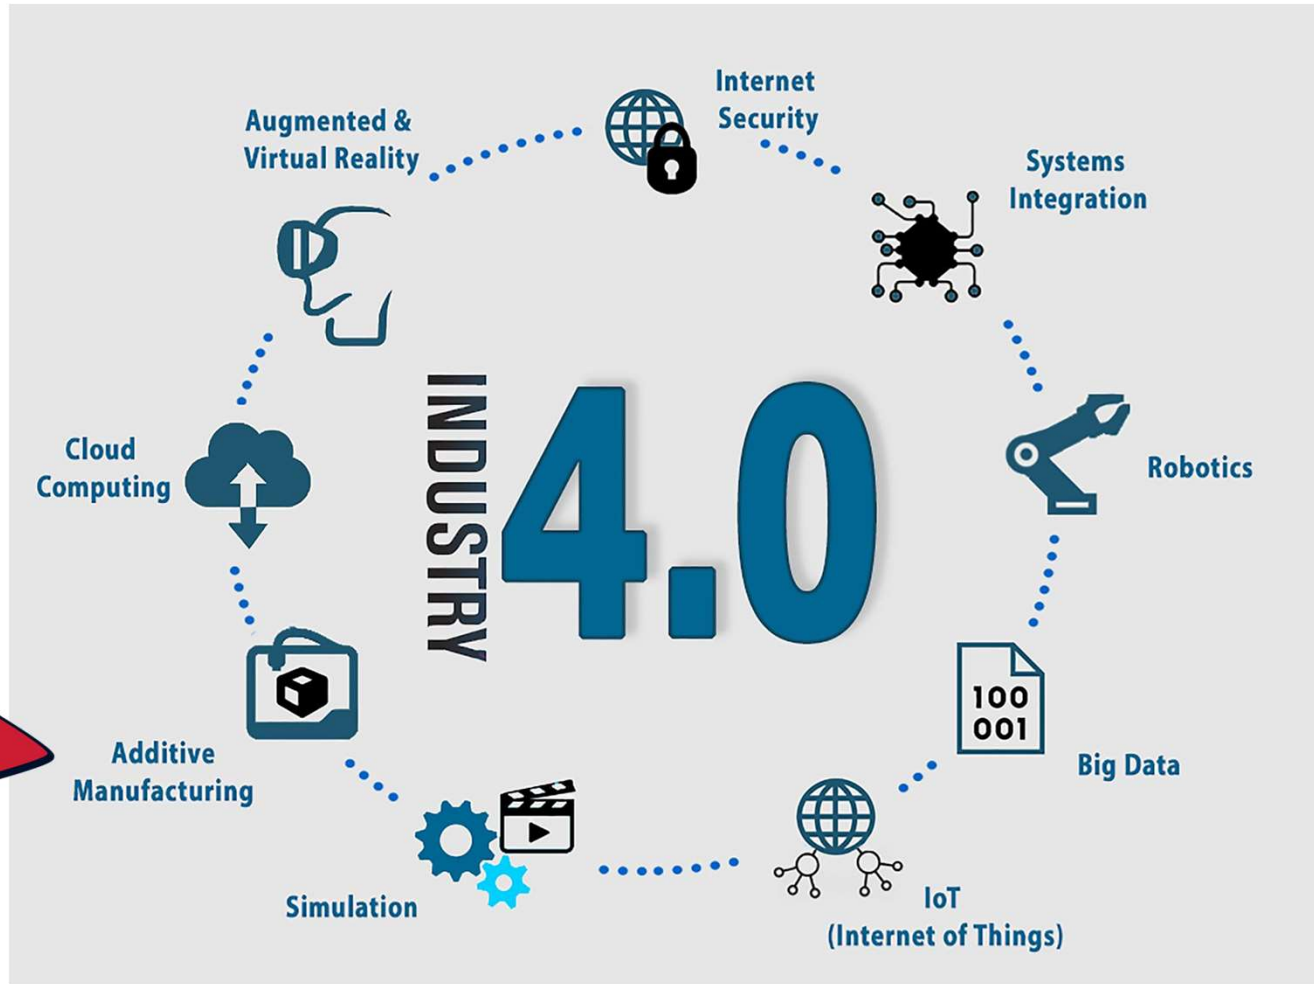 Internet
Security
Augmented &
Virtual Reality
Systems
Integration
INDUSTRY
4.0
Cloud
Computing
Robotics
100
001
Additive
Manufacturing
Big Data
Simulation
IoT
(Internet of Things)